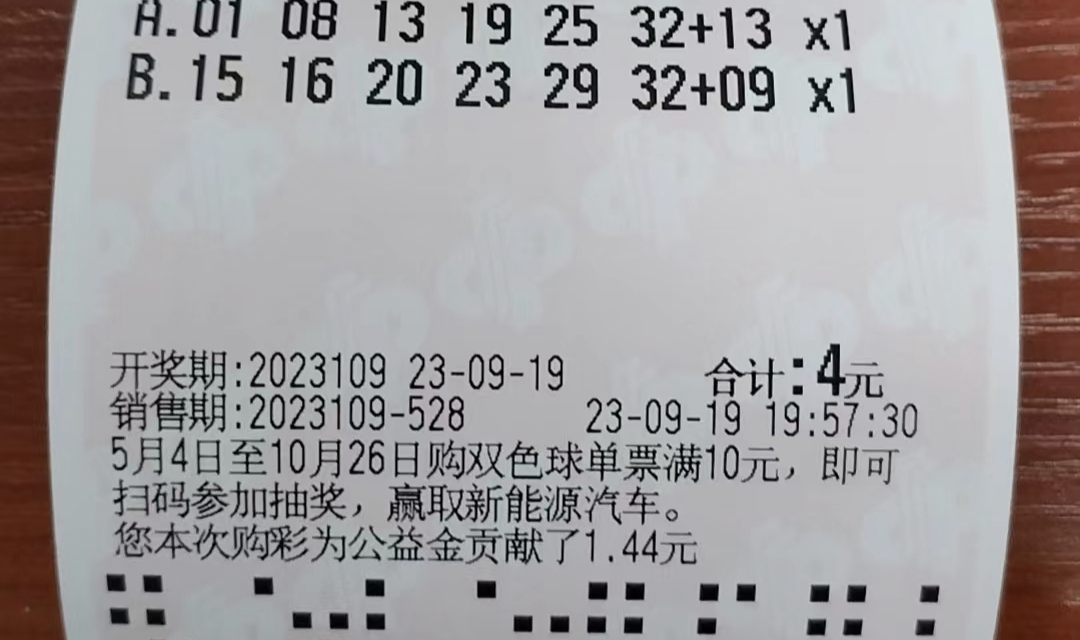 A.01 08 13 19 25 32+13 x1
B.15 16 20 23 29 32+09 x1
开奖期:2023109 23-09-19 合计:4元
销售期:2023109-528 23-09-19 19:57:30
5月4日至10月26日购双色球单票满10元，即可
扫码参加抽奖，赢取新能源汽车。
您本次购彩为公益金贡献了1.44元